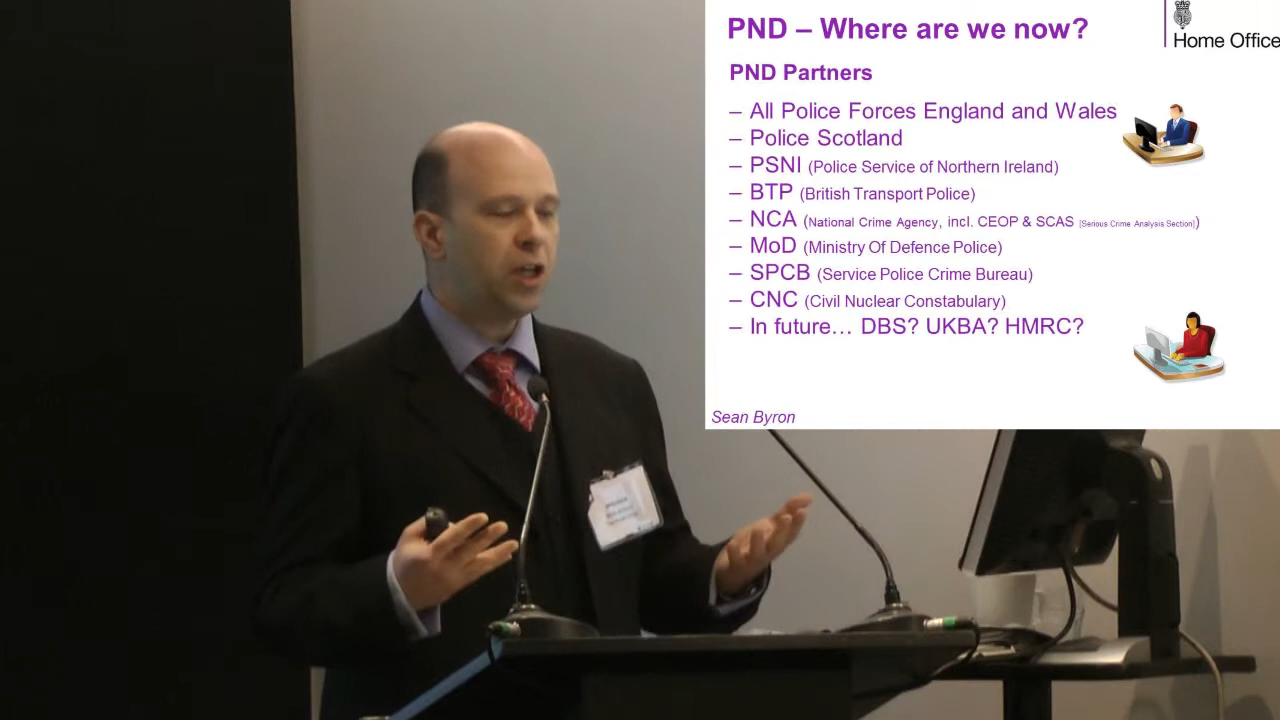 PND – Where are we now?
Home Office
PND Partners
– All Police Forces England and Wales
– Police Scotland
– PSNI (Police Service of Northern Ireland)
– BTP (British Transport Police)
– NCA (National Crime Agency, incl. CEOP & SCAS [Serious Crime Analysis Section])
– MoD (Ministry Of Defence Police)
– SPCB (Service Police Crime Bureau)
– CNC (Civil Nuclear Constabulary)
– In future… DBS? UKBA? HMRC?
Sean Byron